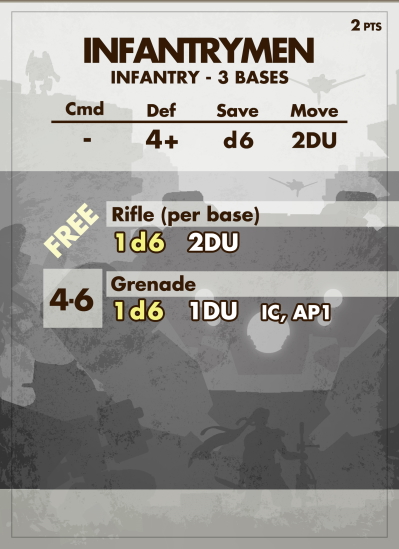 2 PTS
INFANTRYMEN
INFANTRY - 3 BASES
Cmd Def Save Move
- 4+ d6 2DU
FREE Rifle (per base)
1d6 2DU
4-6 Grenade
1d6 1DU IC, AP1